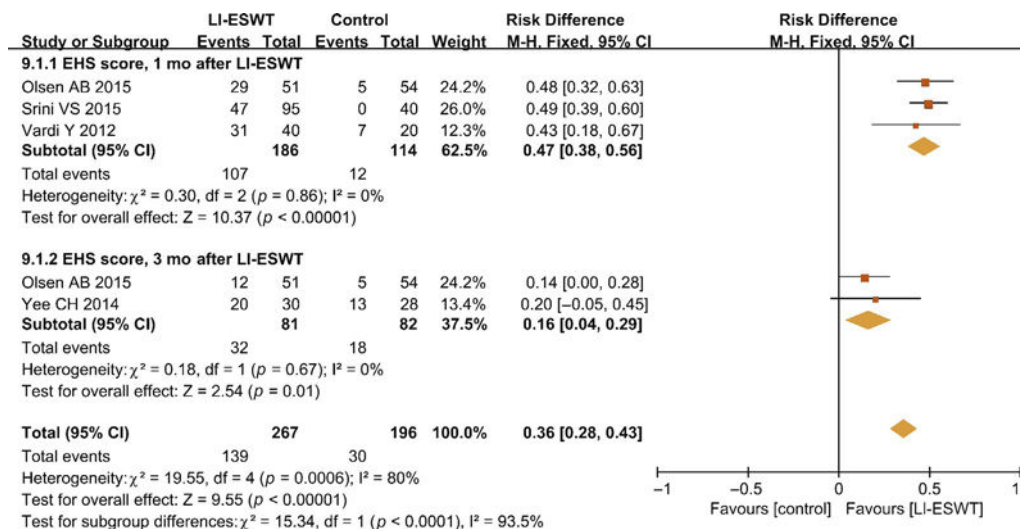 LI-ESWT Control Risk Difference Risk Difference
Study or Subgroup Events Total Events Total Weight M-H, Fixed, 95% CI M-H, Fixed, 95% CI
9.1.1 EHS score, 1 mo after LI-ESWT
Olsen AB 2015 29 51 5 54 24.2% 0.48 [0.32, 0.63]
Srini VS 2015 47 95 0 40 26.0% 0.49 [0.39, 0.60]
Vardi Y 2012 31 40 7 20 12.3% 0.43 [0.18, 0.67]
Subtotal (95% CI) 186 114 62.5% 0.47 [0.38, 0.56]
Total events 107 12
Heterogeneity: χ² = 0.30, df = 2 (p = 0.86); I² = 0%
Test for overall effect: Z = 10.37 (p < 0.00001)
9.1.2 EHS score, 3 mo after LI-ESWT
Olsen AB 2015 12 51 5 54 24.2% 0.14 [0.00, 0.28]
Yee CH 2014 20 30 13 28 13.4% 0.20 [−0.05, 0.45]
Subtotal (95% CI) 81 82 37.5% 0.16 [0.04, 0.29]
Total events 32 18
Heterogeneity: χ² = 0.18, df = 1 (p = 0.67); I² = 0%
Test for overall effect: Z = 2.54 (p = 0.01)
Total (95% CI) 267 196 100.0% 0.36 [0.28, 0.43]
Total events 139 30
Heterogeneity: χ² = 19.55, df = 4 (p = 0.0006); I² = 80%
Test for overall effect: Z = 9.55 (p < 0.00001)
Test for subgroup differences: χ² = 15.34, df = 1 (p < 0.0001), I² = 93.5%
−1 −0.5 0 0.5 1
Favours [control] Favours [LI-ESWT]